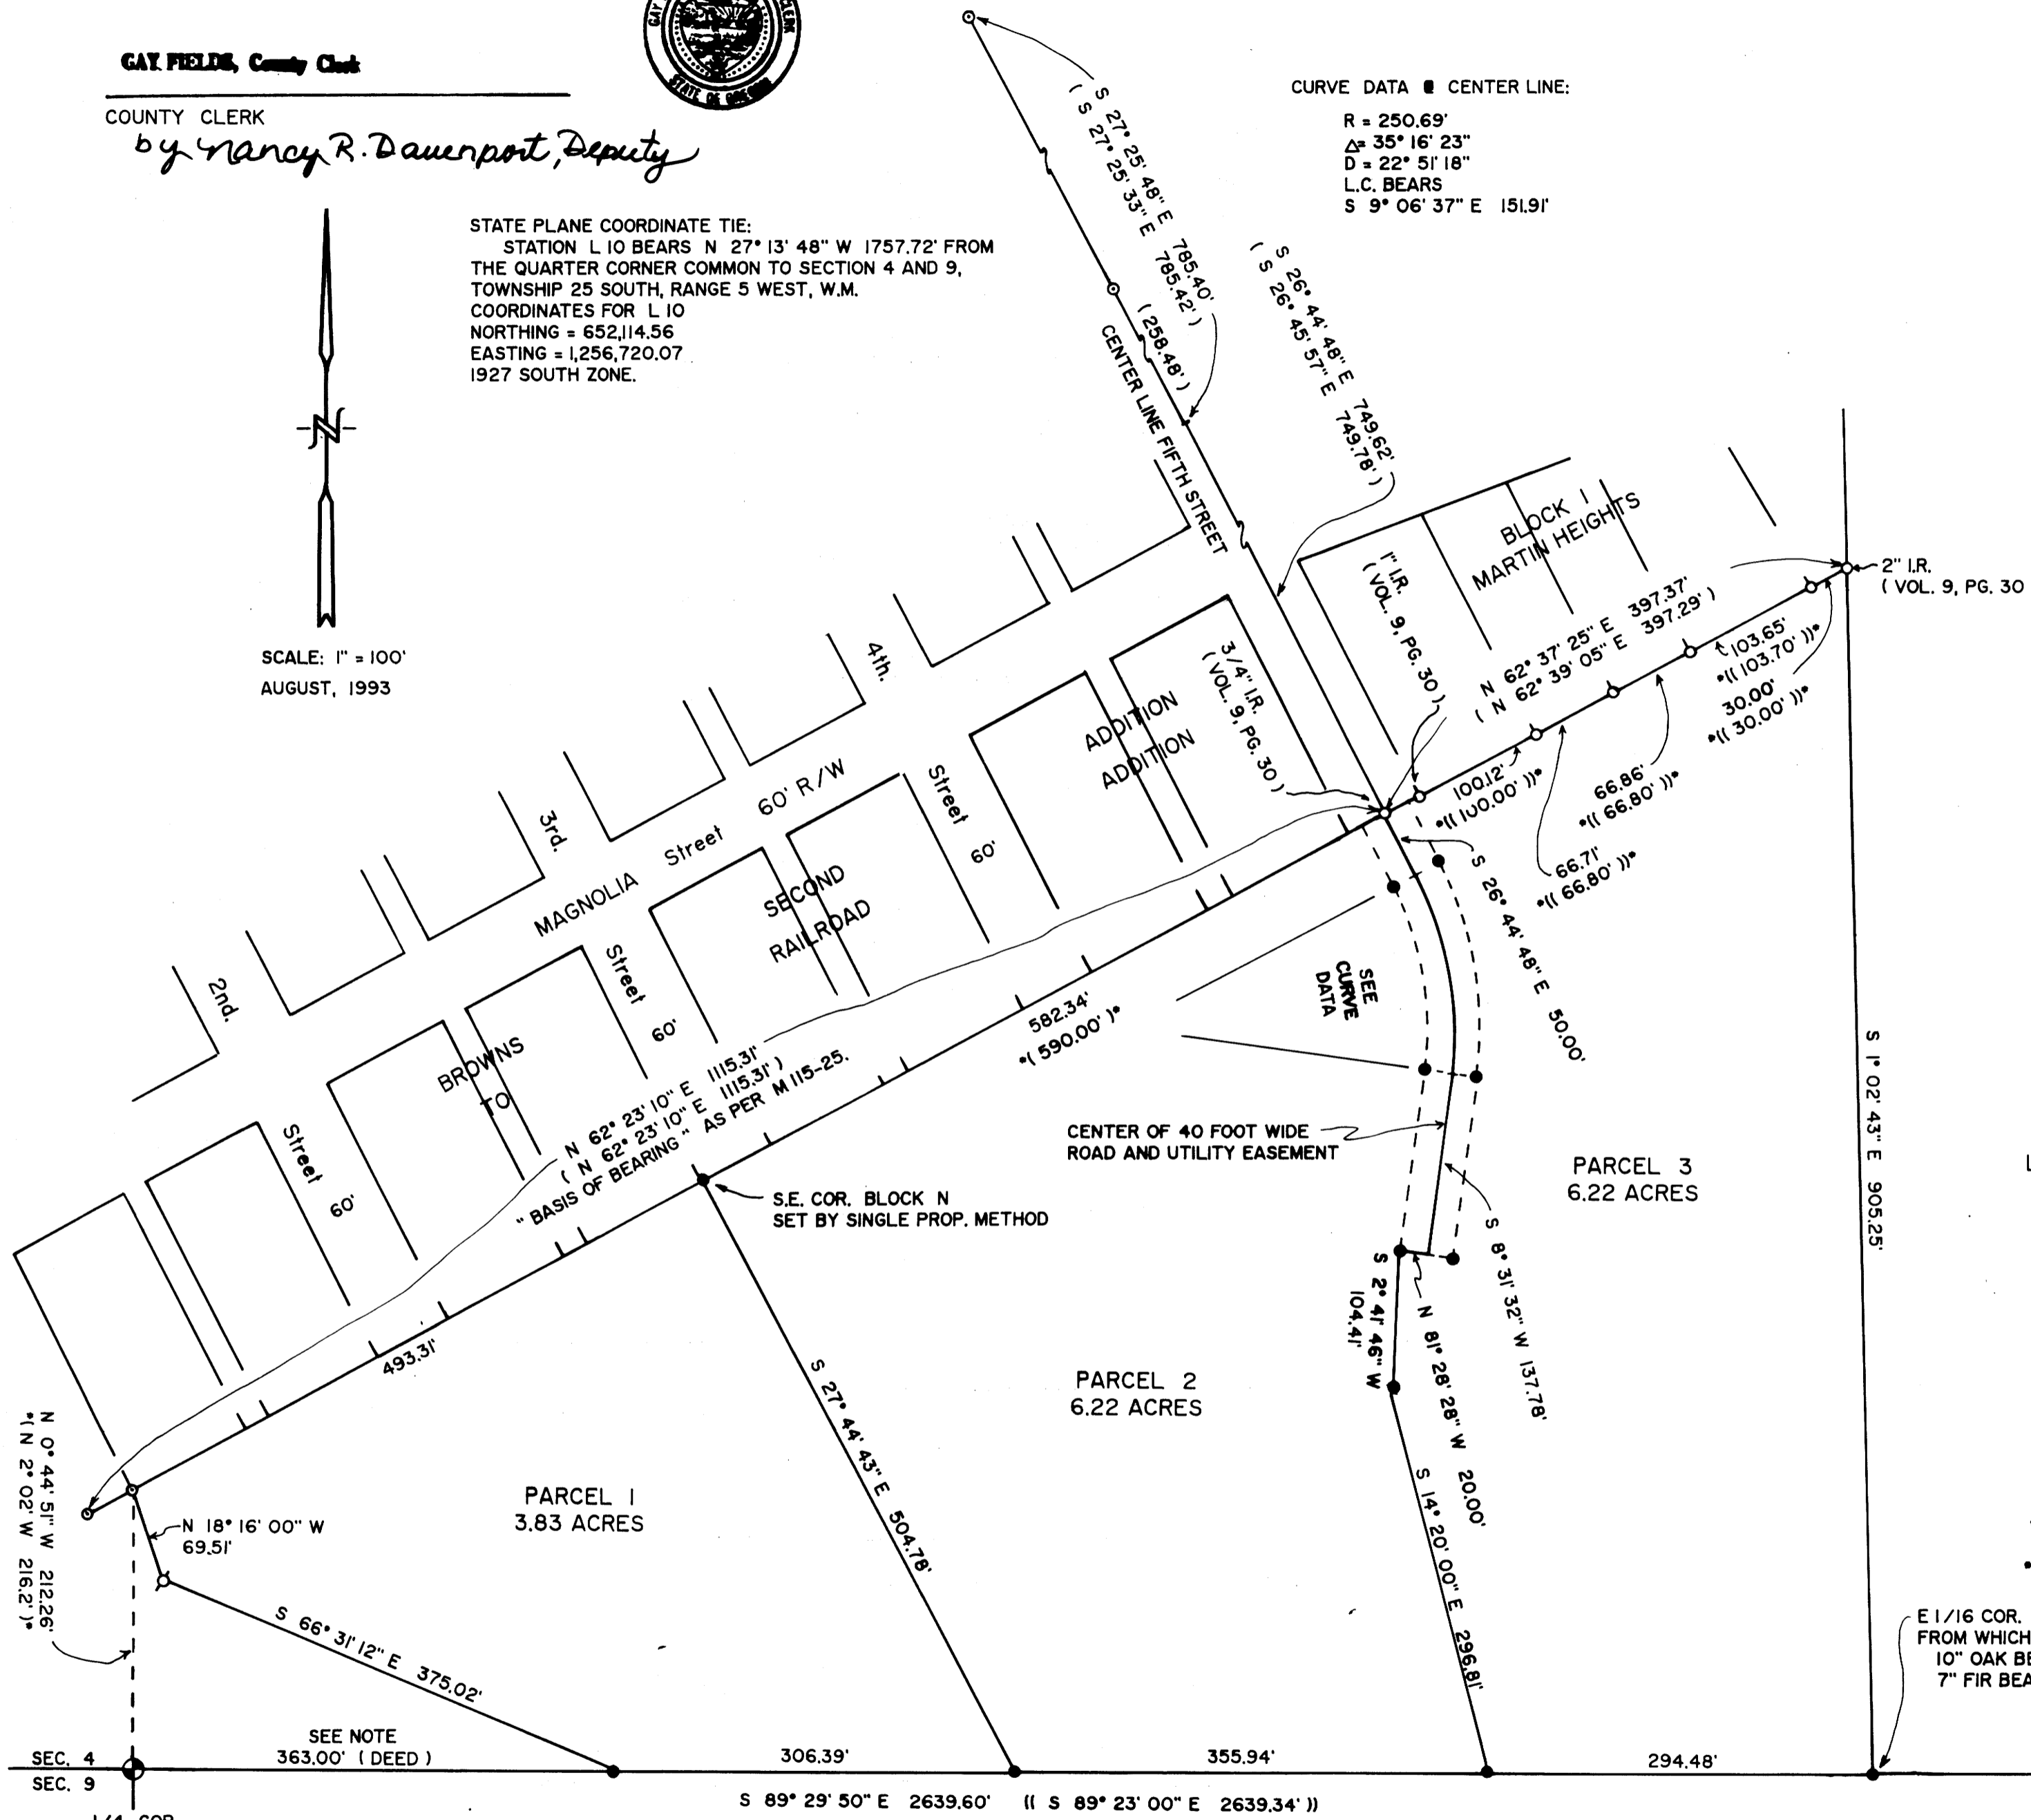 GAY FIELDS, County Clerk
COUNTY CLERK
by Nancy R. Davenport, Deputy
CLERK
STATE OF OREGON
CURVE DATA @ CENTER LINE:
R = 250.69'
Δ= 35° 16' 23"
D = 22° 51' 18"
L.C. BEARS
S 9° 06' 37" E 151.91'
STATE PLANE COORDINATE TIE:
STATION L 10 BEARS N 27° 13' 48" W 1757.72' FROM
THE QUARTER CORNER COMMON TO SECTION 4 AND 9,
TOWNSHIP 25 SOUTH, RANGE 5 WEST, W.M.
COORDINATES FOR L 10
NORTHING = 652,114.56
EASTING = 1,256,720.07
1927 SOUTH ZONE.
N
SCALE: 1" = 100'
AUGUST, 1993
S 27° 25' 48" E 785.40'
( S 27° 25' 33" E 785.42' )
( 258.48' )
CENTER LINE FIFTH STREET
S 26° 44' 48" E 749.62'
( S 26° 45' 57" E 749.78' )
BLOCK 1
MARTIN HEIGHTS
1" I.R.
( VOL. 9, PG. 30 )
3/4" I.R.
( VOL. 9, PG. 30 )
2" I.R.
( VOL. 9, PG. 30
N 62° 37' 25" E 397.37'
( N 62° 39' 05" E 397.29' )
103.65'
*(( 103.70' ))*
30.00'
*(( 30.00' ))*
100.12'
*(( 100.00' ))*
66.86'
*(( 66.80' ))*
66.71'
*(( 66.80' ))*
4th.
3rd.
2nd.
MAGNOLIA Street 60' R/W
Street 60'
Street 60'
Street 60'
ADDITION
ADDITION
SECOND
RAILROAD
BROWNS
TO
S 26° 44' 48" E 50.00'
SEE
CURVE
DATA
582.34'
*( 590.00' )*
N 62° 23' 10" E 1115.31'
( N 62° 23' 10" E 1115.31' )
" BASIS OF BEARING " AS PER M 115-25.
S.E. COR. BLOCK N
SET BY SINGLE PROP. METHOD
CENTER OF 40 FOOT WIDE
ROAD AND UTILITY EASEMENT
PARCEL 3
6.22 ACRES
S 1° 02' 43" E 905.25'
S 8° 31' 32" W 137.78'
S 2° 41' 46" W
104.41'
N 81° 28' 28" W 20.00'
S 14° 20' 00" E 296.81'
PARCEL 2
6.22 ACRES
493.31'
S 27° 44' 43" E 504.78'
PARCEL 1
3.83 ACRES
N 0° 44' 51" W 212.26'
*( N 2° 02' W 216.2' )*
N 18° 16' 00" W
69.51'
S 66° 31' 12" E 375.02'
E 1/16 COR.
FROM WHICH
10" OAK BE
7" FIR BEA
SEE NOTE
363.00' ( DEED )
306.39'
355.94'
294.48'
SEC. 4
SEC. 9
S 89° 29' 50" E 2639.60' (( S 89° 23' 00" E 2639.34' ))
1/4 COR